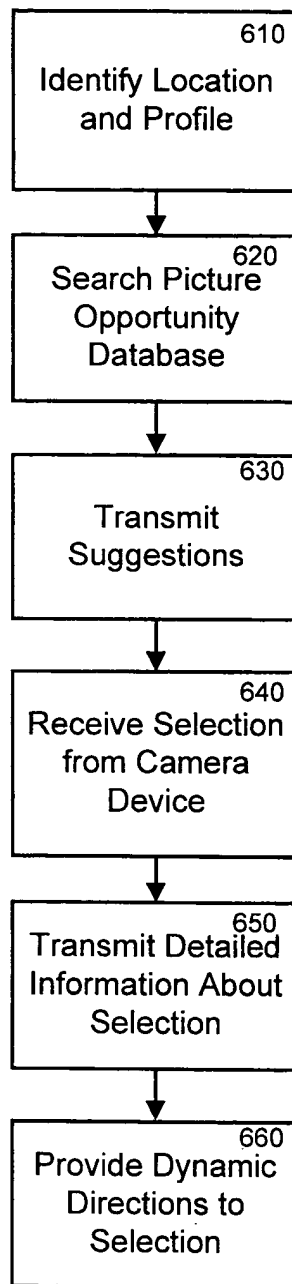 610
Identify Location
and Profile
620
Search Picture
Opportunity
Database
630
Transmit
Suggestions
640
Receive Selection
from Camera
Device
650
Transmit Detailed
Information About
Selection
660
Provide Dynamic
Directions to
Selection